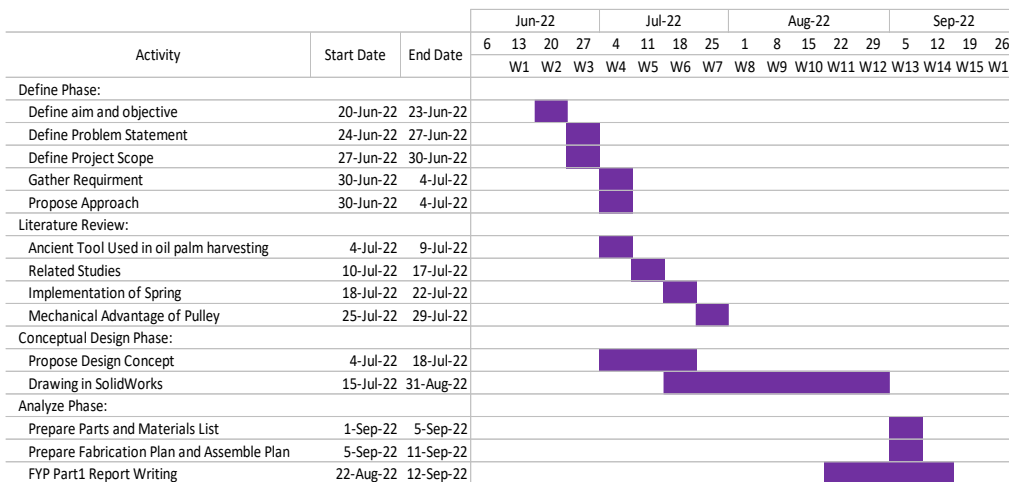 Jun-22 Jul-22 Aug-22 Sep-22
Activity Start Date End Date 6 13 20 27 4 11 18 25 1 8 15 22 29 5 12 19 26
W1 W2 W3 W4 W5 W6 W7 W8 W9 W10 W11 W12 W13 W14 W15 W1
Define Phase:
Define aim and objective 20-Jun-22 23-Jun-22
Define Problem Statement 24-Jun-22 27-Jun-22
Define Project Scope 27-Jun-22 30-Jun-22
Gather Requirment 30-Jun-22 4-Jul-22
Propose Approach 30-Jun-22 4-Jul-22
Literature Review:
Ancient Tool Used in oil palm harvesting 4-Jul-22 9-Jul-22
Related Studies 10-Jul-22 17-Jul-22
Implementation of Spring 18-Jul-22 22-Jul-22
Mechanical Advantage of Pulley 25-Jul-22 29-Jul-22
Conceptual Design Phase:
Propose Design Concept 4-Jul-22 18-Jul-22
Drawing in SolidWorks 15-Jul-22 31-Aug-22
Analyze Phase:
Prepare Parts and Materials List 1-Sep-22 5-Sep-22
Prepare Fabrication Plan and Assemble Plan 5-Sep-22 11-Sep-22
FYP Part1 Report Writing 22-Aug-22 12-Sep-22